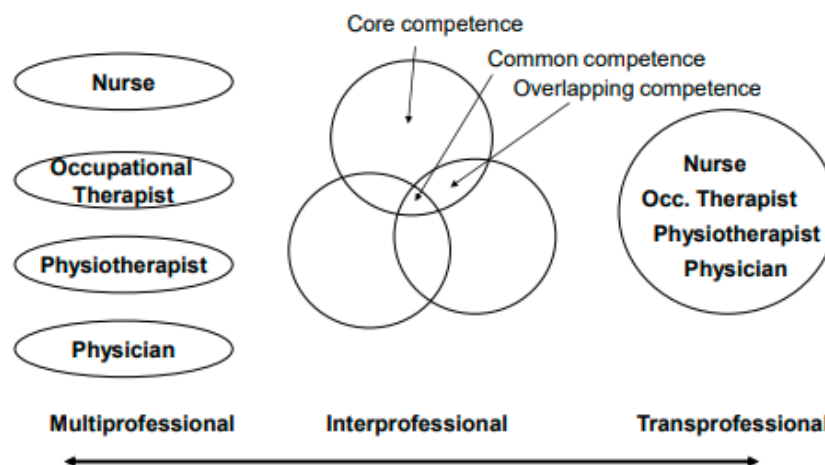 Core competence
Common competence
Overlapping competence
Nurse
Occupational
Therapist
Physiotherapist
Physician
Nurse
Occ. Therapist
Physiotherapist
Physician
Multiprofessional
Interprofessional
Transprofessional